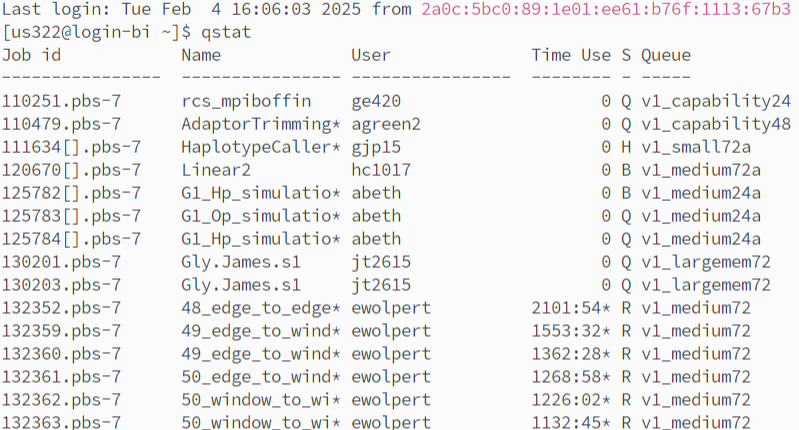 Last login: Tue Feb  4 16:06:03 2025 from 2a0c:5bc0:89:1e01:ee61:b76f:1113:67b3
[us322@login-bi ~]$ qstat
Job id            Name             User              Time Use S Queue
----------------  ---------------- ----------------  -------- - -----
110251.pbs-7      rcs_mpiboffin    ge420                    0 Q v1_capability24
110479.pbs-7      AdaptorTrimming* agreen2                  0 Q v1_capability48
111634[].pbs-7    HaplotypeCaller* gjp15                    0 H v1_small72a
120670[].pbs-7    Linear2          hc1017                   0 B v1_medium72a
125782[].pbs-7    G1_Hp_simulatio* abeth                    0 B v1_medium24a
125783[].pbs-7    G1_Op_simulatio* abeth                    0 Q v1_medium24a
125784[].pbs-7    G1_Hp_simulatio* abeth                    0 Q v1_medium24a
130201.pbs-7      Gly.James.s1     jt2615                   0 Q v1_largemem72
130203.pbs-7      Gly.James.s1     jt2615                   0 Q v1_largemem72
132352.pbs-7      48_edge_to_edge* ewolpert          2101:54* R v1_medium72
132359.pbs-7      49_edge_to_wind* ewolpert          1553:32* R v1_medium72
132360.pbs-7      49_edge_to_wind* ewolpert          1362:28* R v1_medium72
132361.pbs-7      50_edge_to_wind* ewolpert          1268:58* R v1_medium72
132362.pbs-7      50_window_to_wi* ewolpert          1226:02* R v1_medium72
132363.pbs-7      50_window_to_wi* ewolpert          1132:45* R v1_medium72